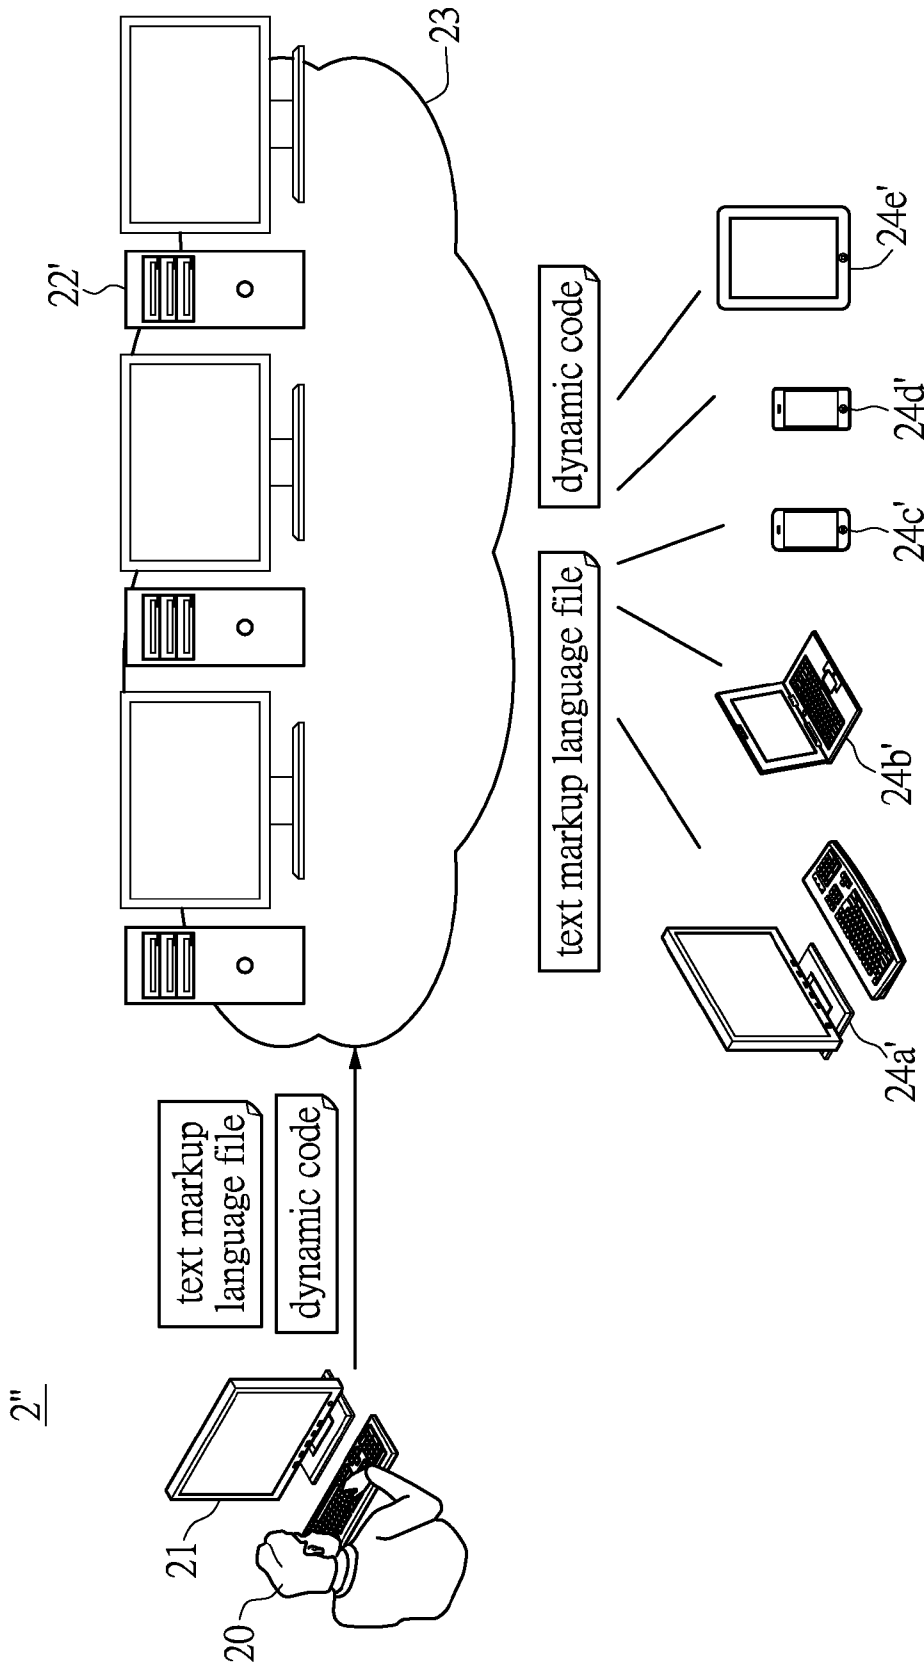 2"
20
21
text markup
language file
dynamic code
22'
23
text markup language file
dynamic code
24a'
24b'
24c'
24d'
24e'